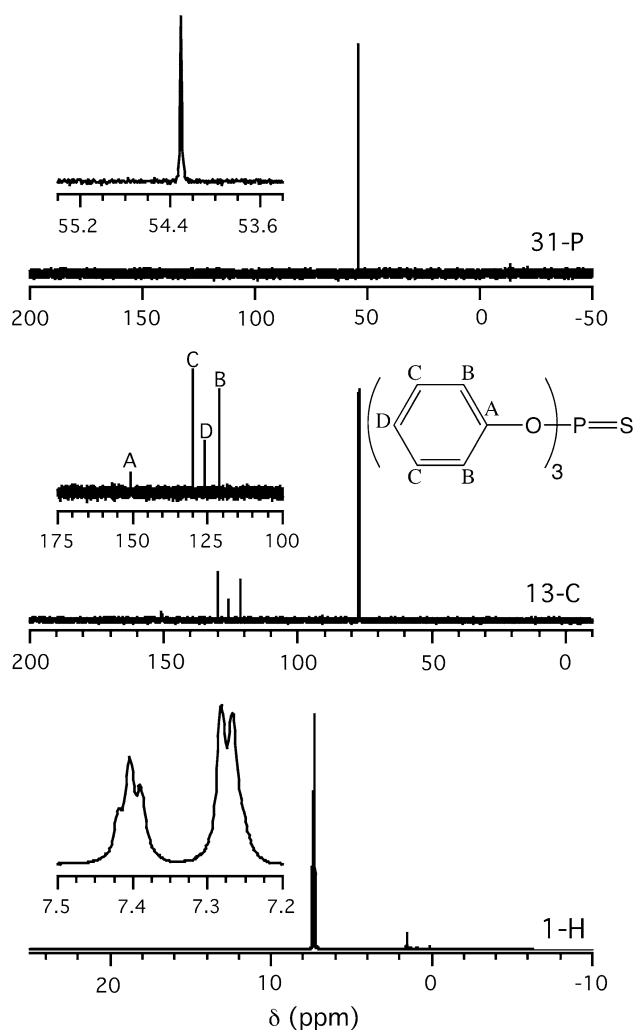 55.2 54.4 53.6
31-P
200 150 100 50 0 -50
C
B
D
A
175 150 125 100
C B
D A O P S
C B 3
13-C
200 150 100 50 0
7.5 7.4 7.3 7.2
1-H
20 10 0 -10
δ (ppm)